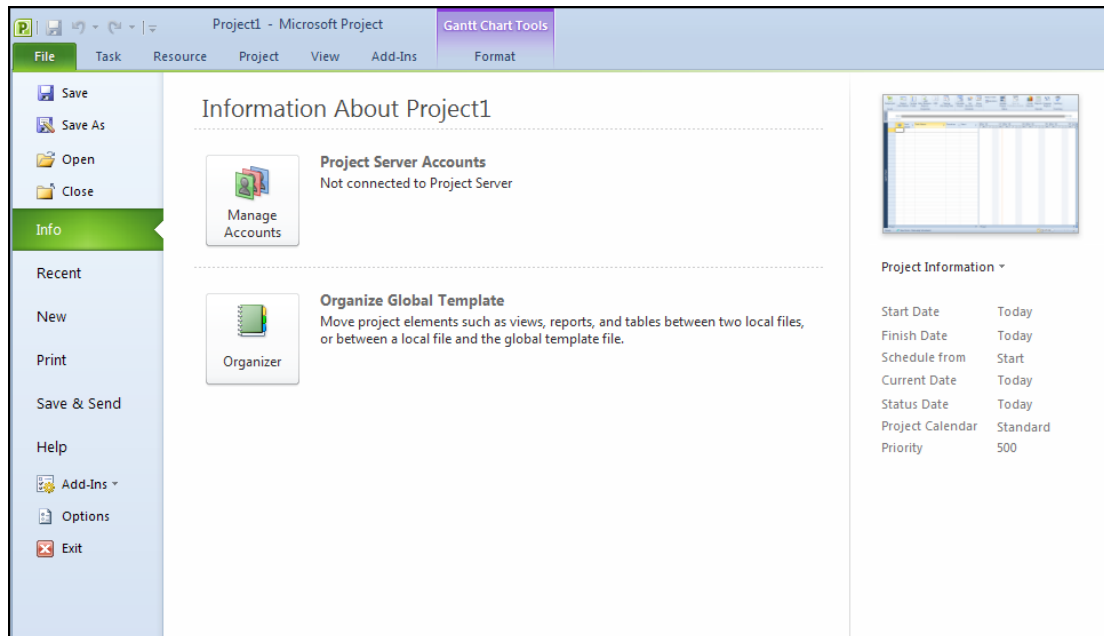 Project1 - Microsoft Project
Gantt Chart Tools
File Task Resource Project View Add-Ins Format
Save
Save As
Open
Close
Info
Recent
New
Print
Save & Send
Help
Add-Ins
Options
Exit
Information About Project1
Manage
Accounts
Project Server Accounts
Not connected to Project Server
Organizer
Organize Global Template
Move project elements such as views, reports, and tables between two local files,
or between a local file and the global template file.
Project Information
Start Date Today
Finish Date Today
Schedule from Start
Current Date Today
Status Date Today
Project Calendar Standard
Priority 500